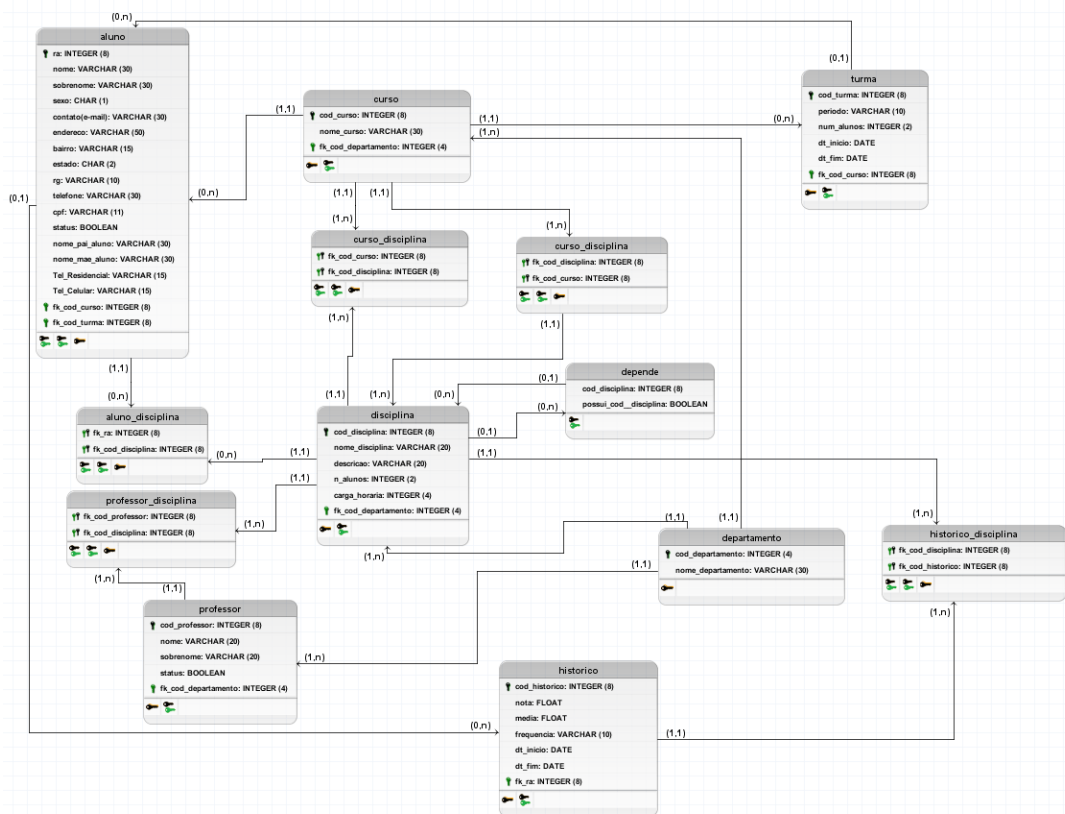 (0,n)
aluno
ra: INTEGER (8)
nome: VARCHAR (30)
sobrenome: VARCHAR (30)
sexo: CHAR (1)
contato(e-mail): VARCHAR (30)
endereco: VARCHAR (50)
bairro: VARCHAR (15)
estado: CHAR (2)
rg: VARCHAR (10)
telefone: VARCHAR (30)
cpf: VARCHAR (11)
status: BOOLEAN
nome_pai_aluno: VARCHAR (30)
nome_mae_aluno: VARCHAR (30)
Tel_Residencial: VARCHAR (15)
Tel_Celular: VARCHAR (15)
fk_cod_curso: INTEGER (8)
fk_cod_turma: INTEGER (8)
(0,1)
(1,1)
(0,n)
(1,1)
(0,n)
curso
cod_curso: INTEGER (8)
nome_curso: VARCHAR (30)
fk_cod_departamento: INTEGER (4)
(1,1)
(1,n)
(0,n)
(0,1)
turma
cod_turma: INTEGER (8)
periodo: VARCHAR (10)
num_alunos: INTEGER (2)
dt_inicio: DATE
dt_fim: DATE
fk_cod_curso: INTEGER (8)
(1,1)
(1,1)
(1,n)
(1,n)
curso_disciplina
fk_cod_curso: INTEGER (8)
fk_cod_disciplina: INTEGER (8)
(1,n)
(1,1)
curso_disciplina
fk_cod_disciplina: INTEGER (8)
fk_cod_curso: INTEGER (8)
(1,1)
(1,n)
depende
cod_disciplina: INTEGER (8)
possui_cod__disciplina: BOOLEAN
(0,1)
(0,n)
(0,n)
(0,1)
aluno_disciplina
fk_ra: INTEGER (8)
fk_cod_disciplina: INTEGER (8)
(0,n)
(1,1)
disciplina
cod_disciplina: INTEGER (8)
nome_disciplina: VARCHAR (20)
descricao: VARCHAR (20)
n_alunos: INTEGER (2)
carga_horaria: INTEGER (4)
fk_cod_departamento: INTEGER (4)
(1,1)
(1,1)
(1,n)
professor_disciplina
fk_cod_professor: INTEGER (8)
fk_cod_disciplina: INTEGER (8)
(1,n)
(1,n)
(1,1)
(1,n)
(1,1)
(1,1)
departamento
cod_departamento: INTEGER (4)
nome_departamento: VARCHAR (30)
(1,1)
historico_disciplina
fk_cod_disciplina: INTEGER (8)
fk_cod_historico: INTEGER (8)
(1,n)
professor
cod_professor: INTEGER (8)
nome: VARCHAR (20)
sobrenome: VARCHAR (20)
status: BOOLEAN
fk_cod_departamento: INTEGER (4)
(1,n)
(0,n)
historico
cod_historico: INTEGER (8)
nota: FLOAT
media: FLOAT
frequencia: VARCHAR (10)
dt_inicio: DATE
dt_fim: DATE
fk_ra: INTEGER (8)
(1,1)